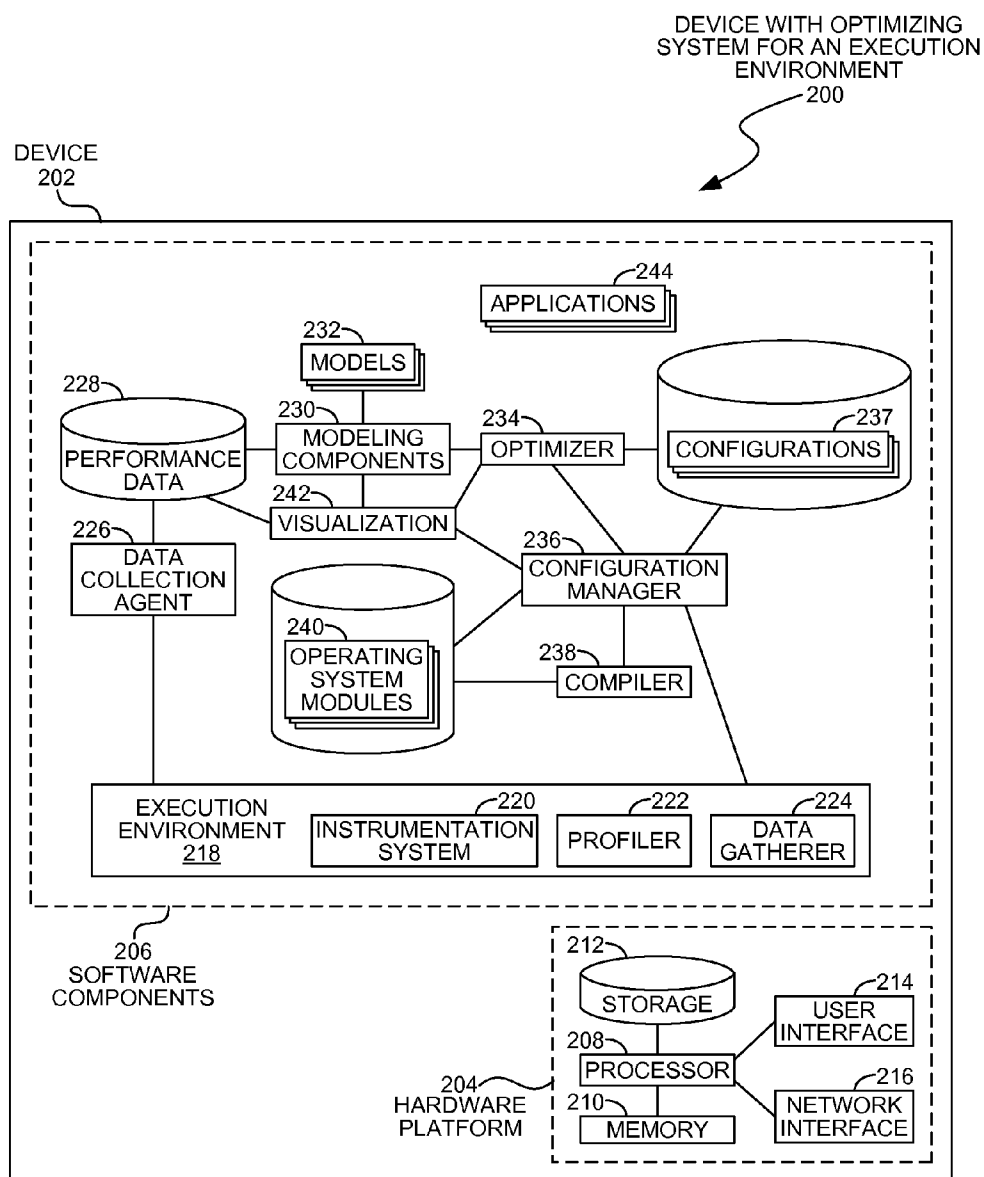 DEVICE WITH OPTIMIZING
SYSTEM FOR AN EXECUTION
ENVIRONMENT
200
DEVICE
202
244
APPLICATIONS
232
MODELS
228
PERFORMANCE
DATA
230
MODELING
COMPONENTS
234
OPTIMIZER
237
CONFIGURATIONS
242
VISUALIZATION
226
DATA
COLLECTION
AGENT
236
CONFIGURATION
MANAGER
240
OPERATING
SYSTEM
MODULES
238
COMPILER
EXECUTION
ENVIRONMENT
218
220
INSTRUMENTATION
SYSTEM
222
PROFILER
224
DATA
GATHERER
206
SOFTWARE
COMPONENTS
212
STORAGE
214
USER
INTERFACE
208
PROCESSOR
204
HARDWARE
PLATFORM
210
MEMORY
216
NETWORK
INTERFACE